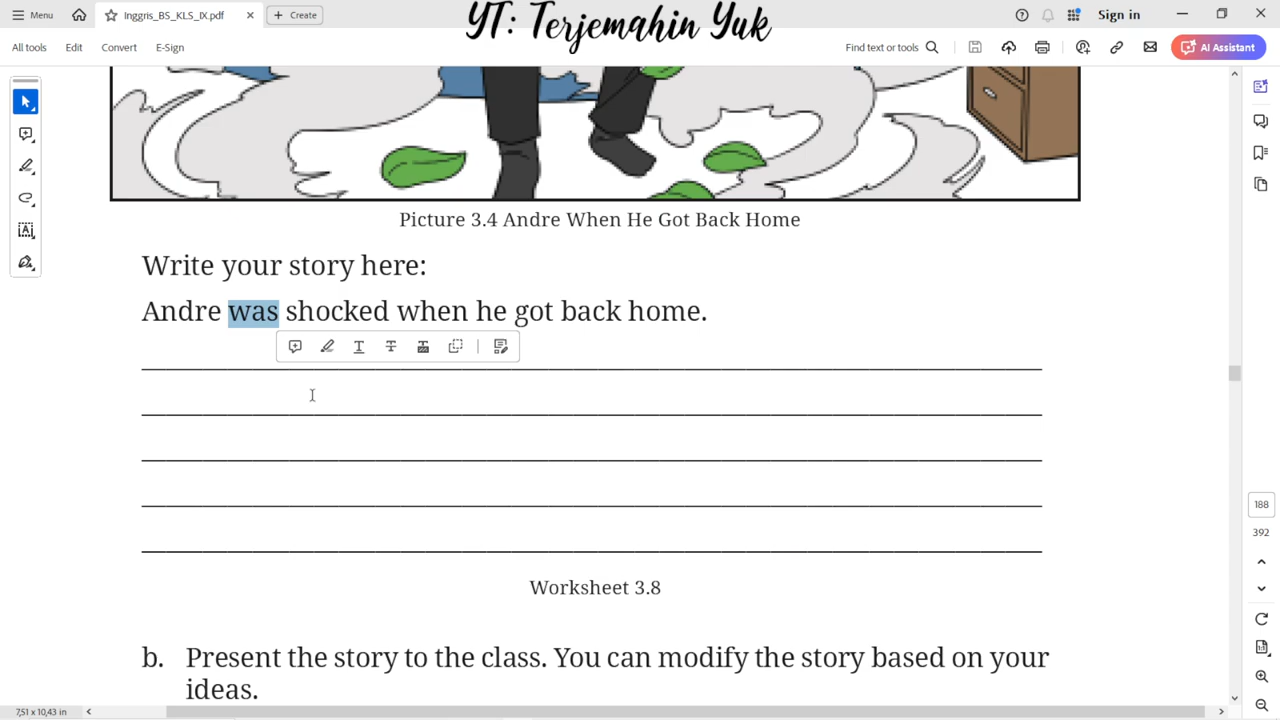 Menu
Inggris_BS_KLS_IX.pdf
Create
YT: Terjemahin Yuk
Sign in
All tools
Edit
Convert
E-Sign
Find text or tools
AI Assistant
Picture 3.4 Andre When He Got Back Home
Write your story here:
Andre was shocked when he got back home.
Worksheet 3.8
b. Present the story to the class. You can modify the story based on your
ideas.
188
392
7,51 x 10,43 in